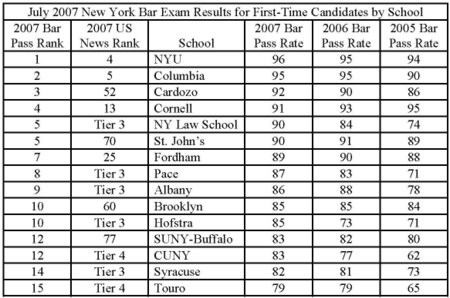 July 2007 New York Bar Exam Results for First-Time Candidates by School
2007 Bar Pass Rank | 2007 US News Rank | School | 2007 Bar Pass Rate | 2006 Bar Pass Rate | 2005 Bar Pass Rate
1 | 4 | NYU | 96 | 95 | 94
2 | 5 | Columbia | 95 | 95 | 90
3 | 52 | Cardozo | 92 | 90 | 86
4 | 13 | Cornell | 91 | 93 | 95
5 | Tier 3 | NY Law School | 90 | 84 | 74
5 | 70 | St. John's | 90 | 91 | 89
7 | 25 | Fordham | 89 | 90 | 88
8 | Tier 3 | Pace | 87 | 83 | 71
9 | Tier 3 | Albany | 86 | 88 | 78
10 | 60 | Brooklyn | 85 | 85 | 84
10 | Tier 3 | Hofstra | 85 | 73 | 71
12 | 77 | SUNY-Buffalo | 83 | 82 | 80
12 | Tier 4 | CUNY | 83 | 77 | 62
14 | Tier 3 | Syracuse | 82 | 81 | 73
15 | Tier 4 | Touro | 79 | 79 | 65